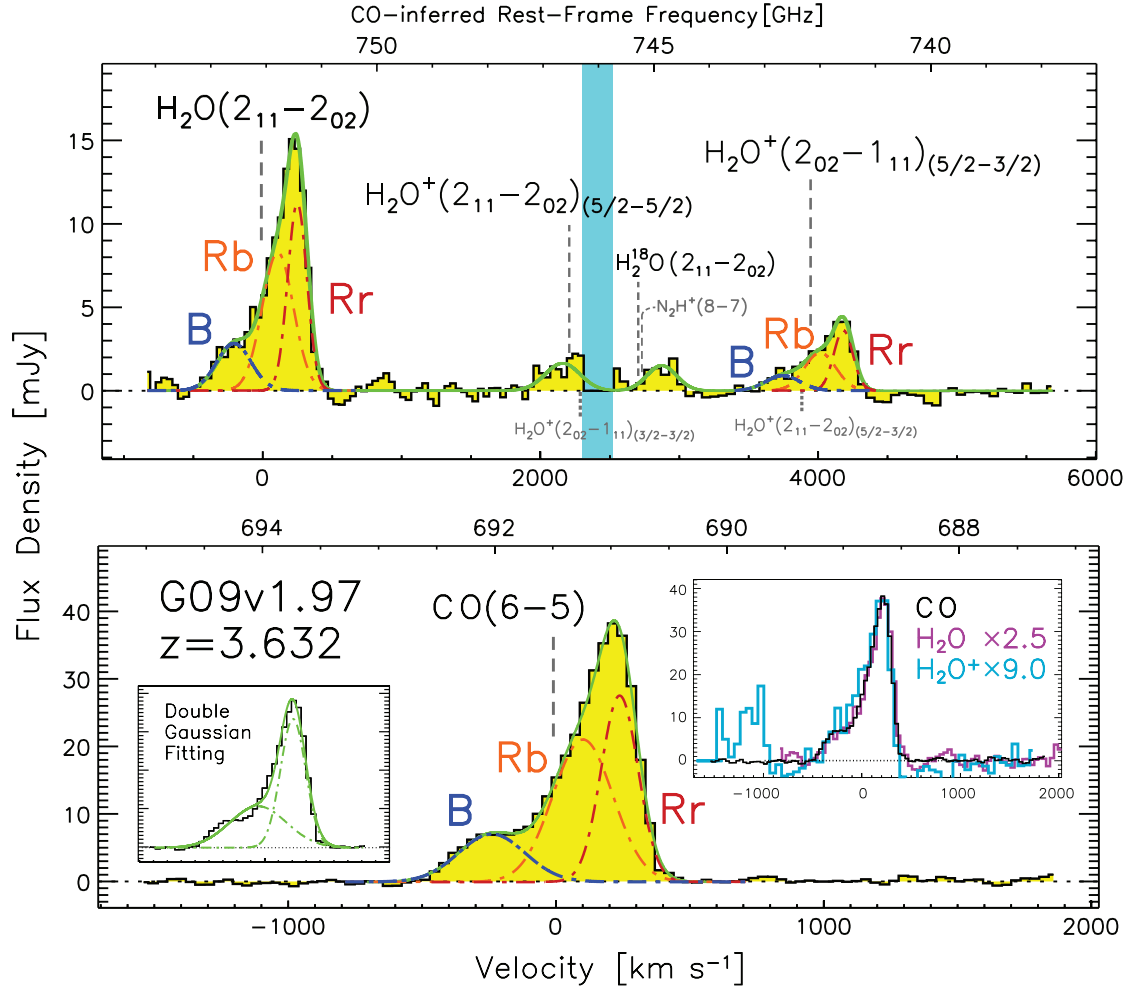 CO-inferred Rest-Frame Frequency[GHz]
750 745 740
H₂O(2₁₁−2₀₂)
H₂O⁺(2₀₂−1₁₁)(5/2−3/2)
H₂O⁺(2₁₁−2₀₂)(5/2−5/2)
H₂¹⁸O(2₁₁−2₀₂)
N₂H⁺(8−7)
B Rb Rr
B Rb Rr
H₂O⁺(2₀₂−1₁₁)(3/2−3/2)
H₂O⁺(2₁₁−2₀₂)(5/2−3/2)
15
10
5
0
0 2000 4000 6000
Flux Density [mJy]
694 692 690 688
G09v1.97
z=3.632
CO(6−5)
B Rb Rr
40
30
20
10
0
Double
Gaussian
Fitting
CO
H₂O ×2.5
H₂O⁺×9.0
40
30
20
10
0
−1000 0 1000 2000
−1000 0 1000 2000
Velocity [km s⁻¹]